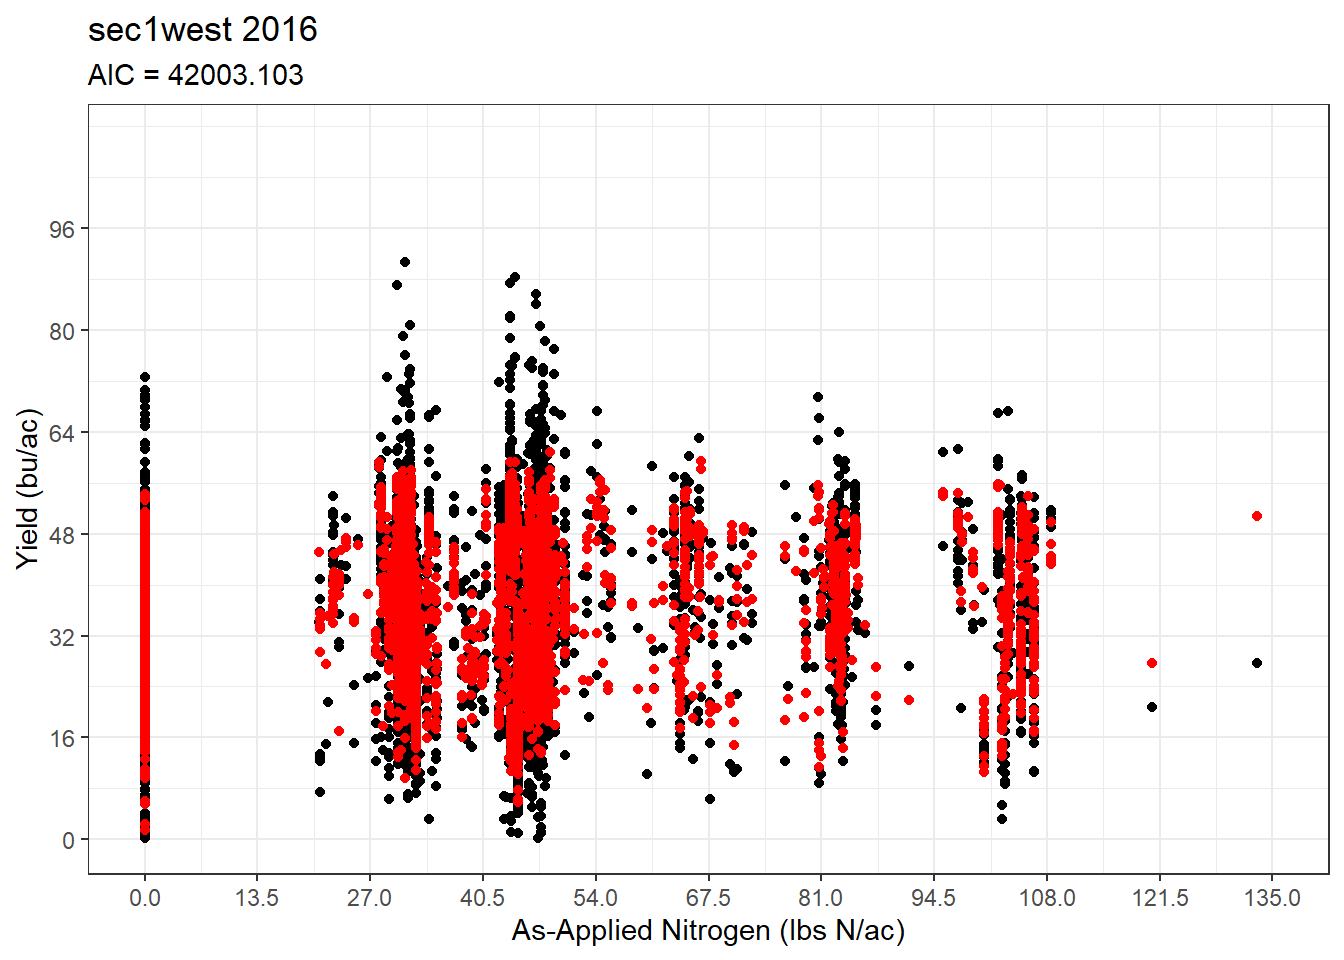 sec1west 2016
AIC = 42003.103
Yield (bu/ac)
96
80
64
48
32
16
0
0.0 13.5 27.0 40.5 54.0 67.5 81.0 94.5 108.0 121.5 135.0
As-Applied Nitrogen (lbs N/ac)